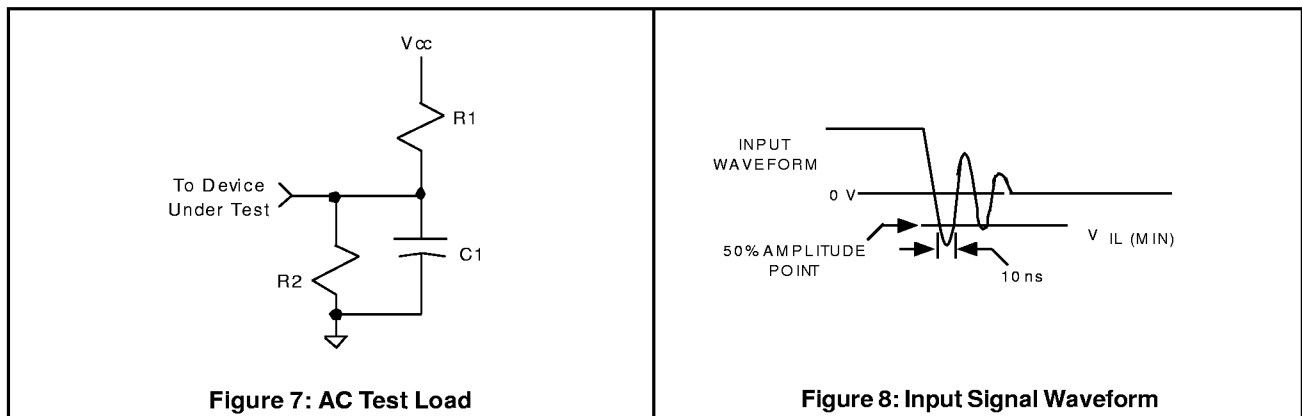 Vcc
R1
To Device
Under Test
R2
C1
Figure 7: AC Test Load
INPUT
WAVEFORM
0 V
50% AMPLITUDE
POINT
V IL (MIN)
10 ns
Figure 8: Input Signal Waveform